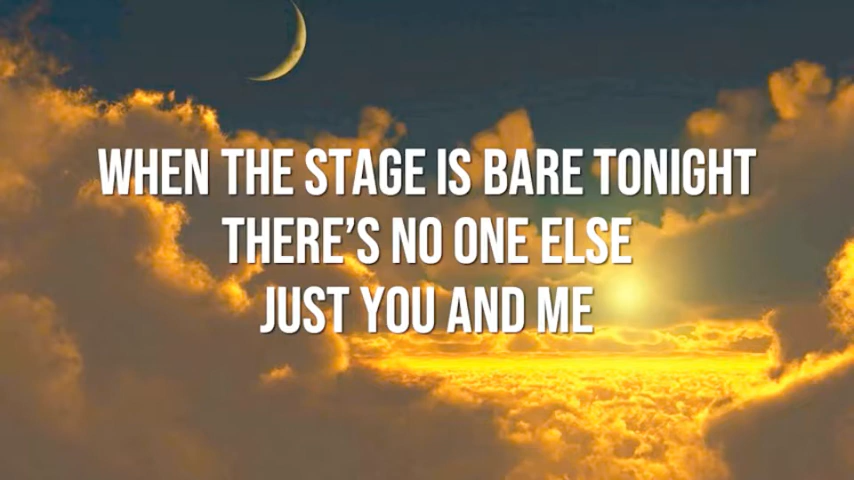 WHEN THE STAGE IS BARE TONIGHT
THERE’S NO ONE ELSE
JUST YOU AND ME